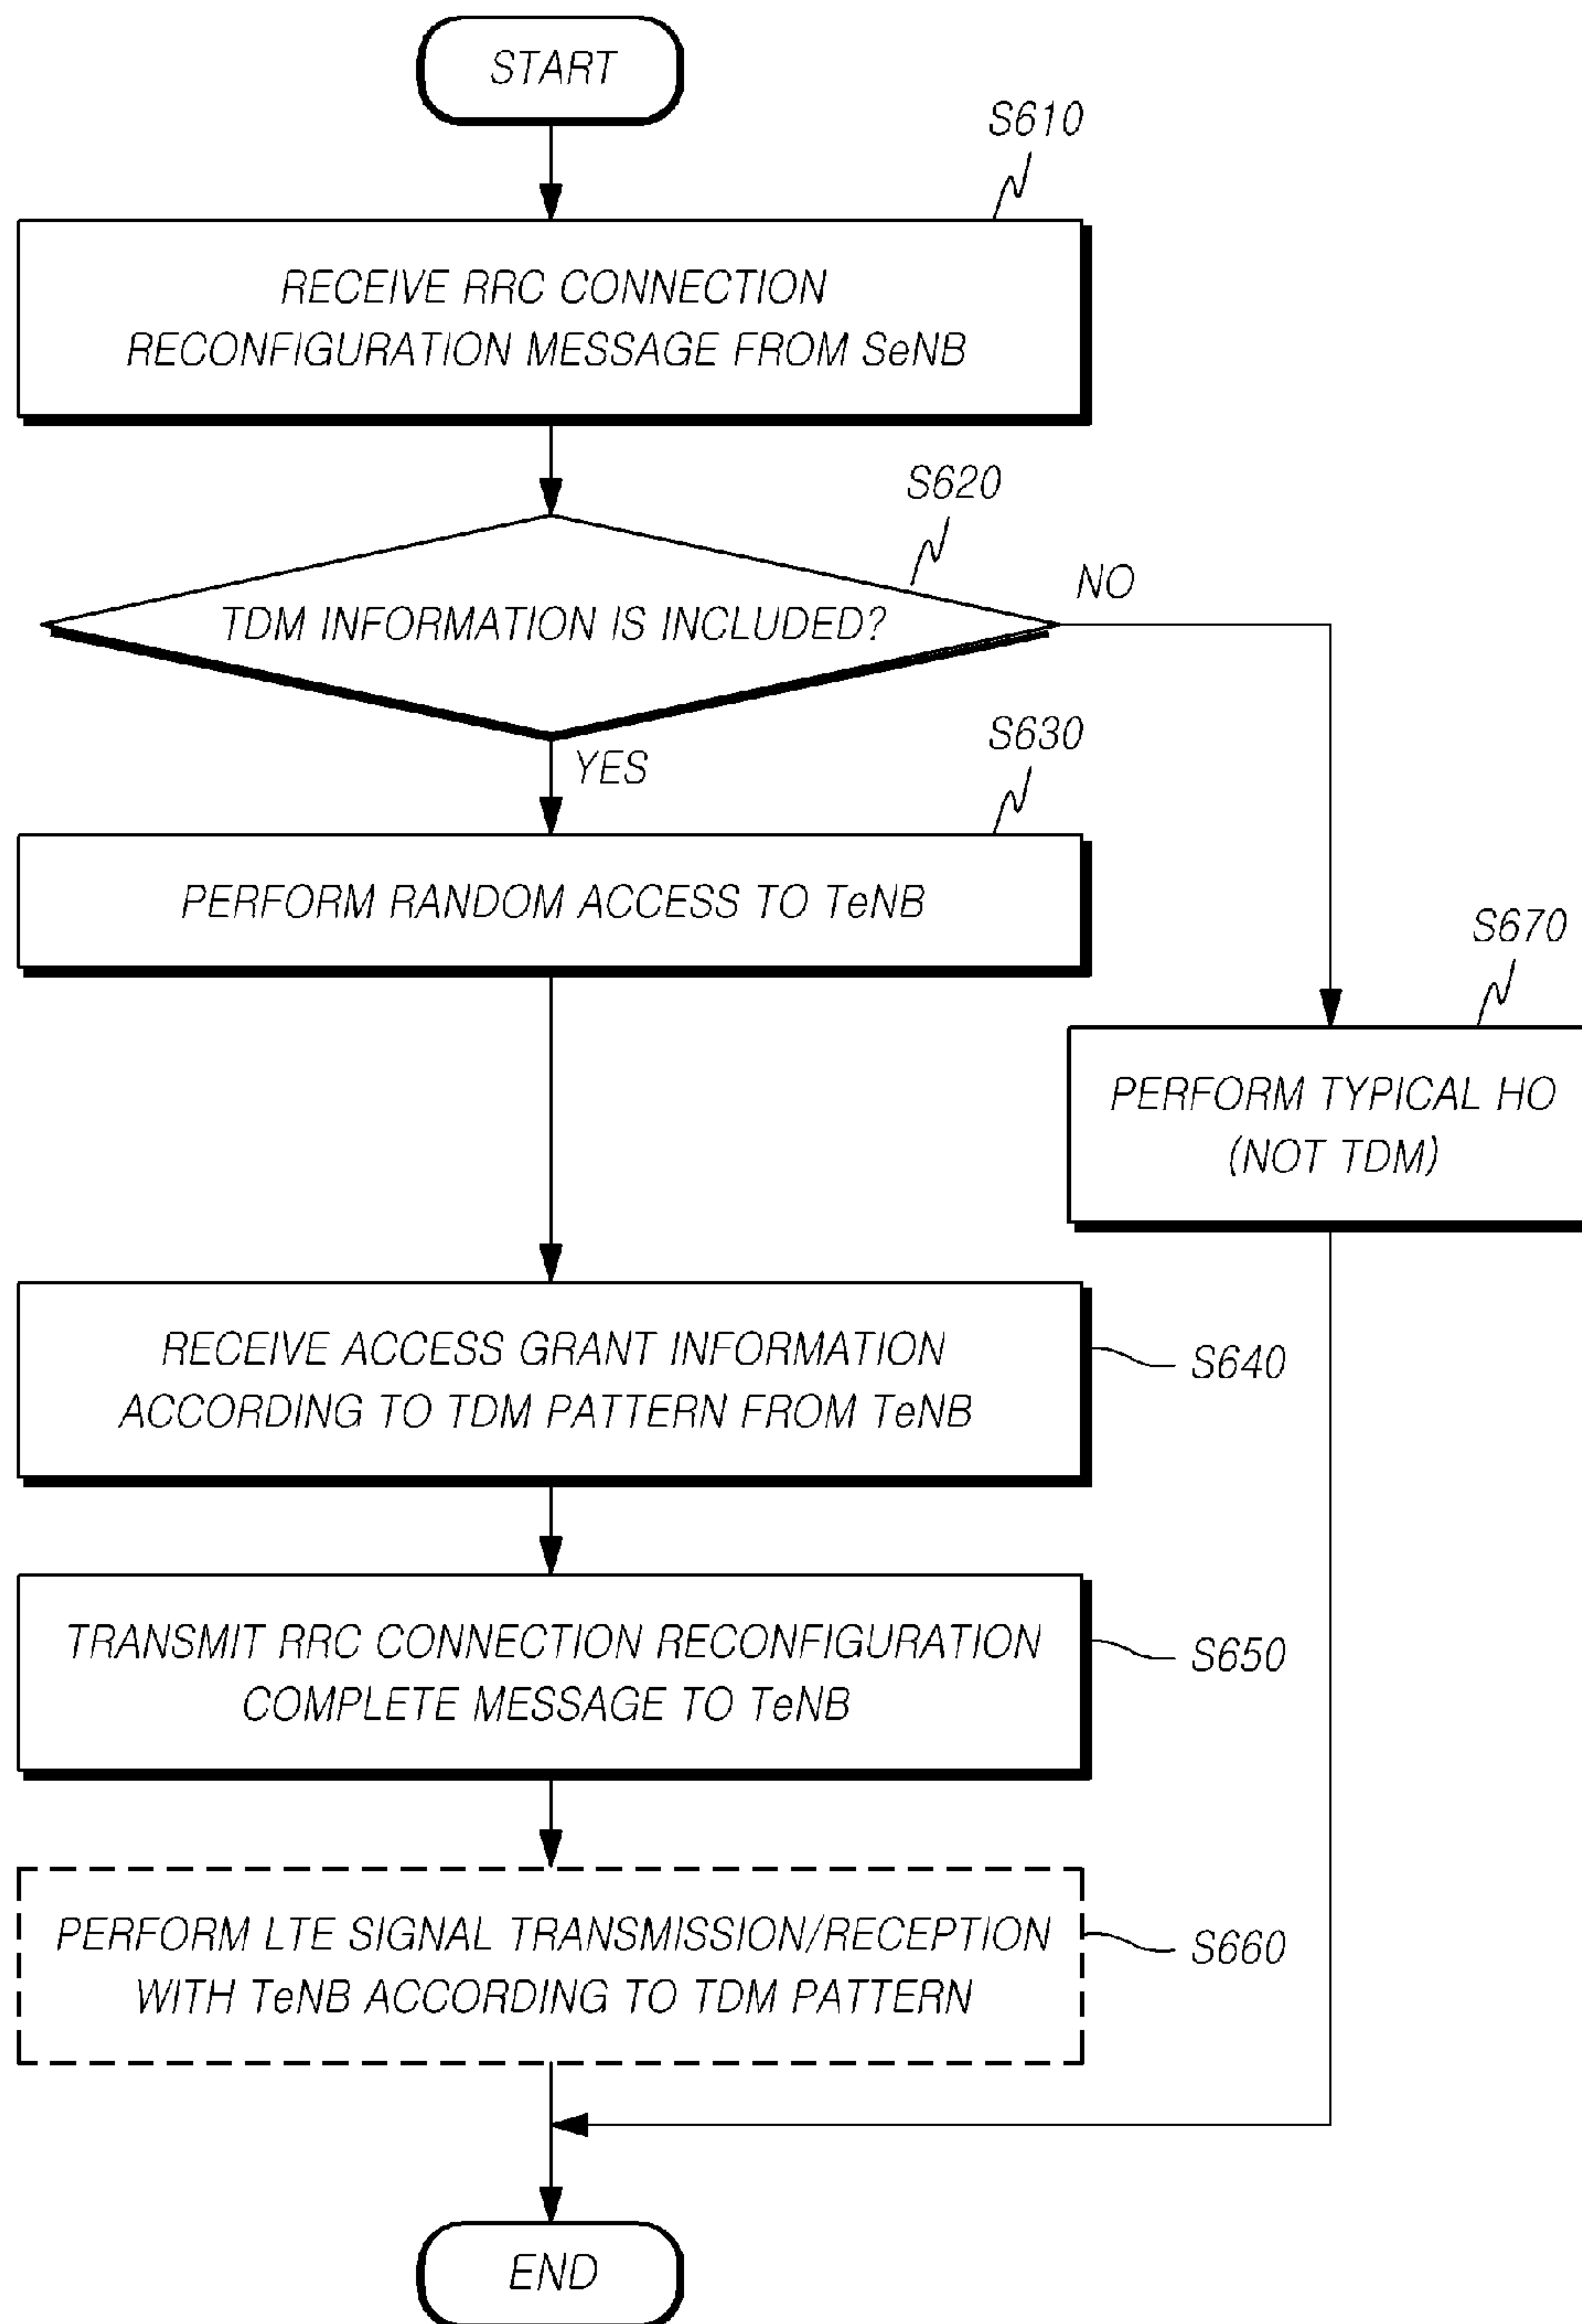 START
S610
RECEIVE RRC CONNECTION
RECONFIGURATION MESSAGE FROM SeNB
S620
TDM INFORMATION IS INCLUDED?
NO
YES
S630
PERFORM RANDOM ACCESS TO TeNB
S670
PERFORM TYPICAL HO
(NOT TDM)
RECEIVE ACCESS GRANT INFORMATION
ACCORDING TO TDM PATTERN FROM TeNB
S640
TRANSMIT RRC CONNECTION RECONFIGURATION
COMPLETE MESSAGE TO TeNB
S650
PERFORM LTE SIGNAL TRANSMISSION/RECEPTION
WITH TeNB ACCORDING TO TDM PATTERN
S660
END